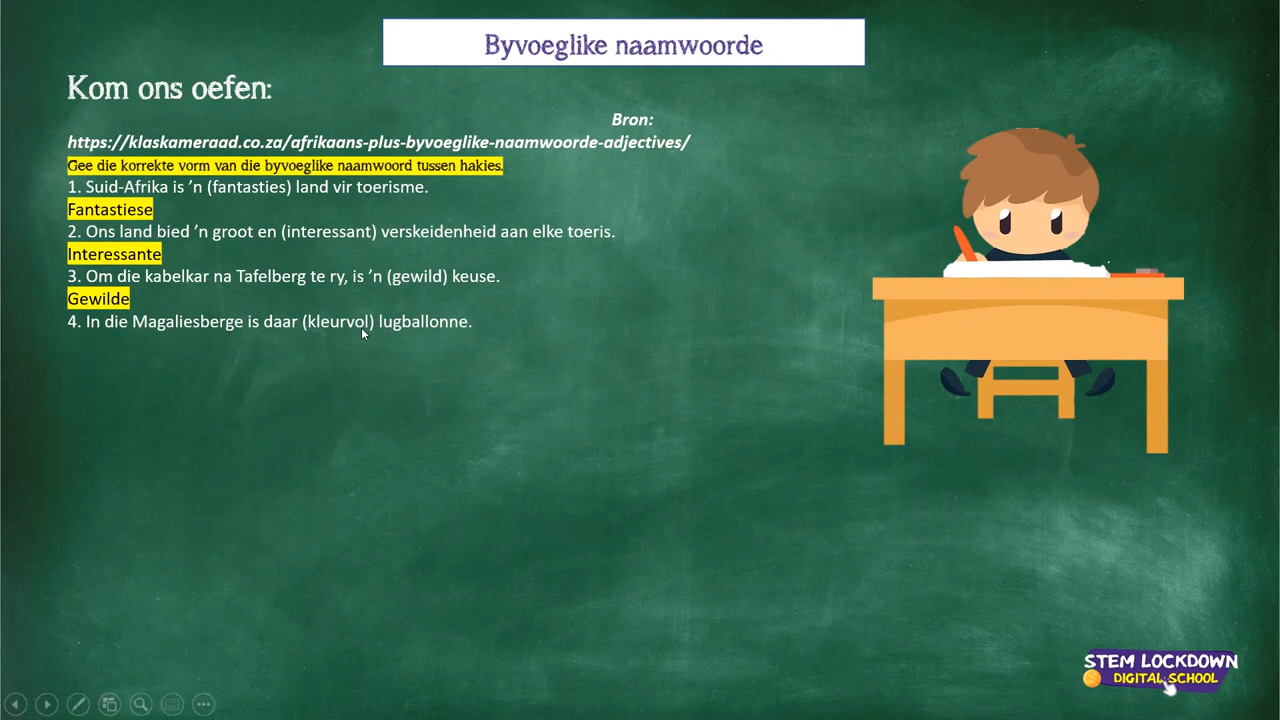 Byvoeglike naamwoorde
Kom ons oefen:
Bron:
https://klaskameraad.co.za/afrikaans-plus-byvoeglike-naamwoorde-adjectives/
Gee die korrekte vorm van die byvoeglike naamwoord tussen hakies.
1. Suid-Afrika is ’n (fantasties) land vir toerisme.
Fantastiese
2. Ons land bied ’n groot en (interessant) verskeidenheid aan elke toeris.
Interessante
3. Om die kabelkar na Tafelberg te ry, is ’n (gewild) keuse.
Gewilde
4. In die Magaliesberge is daar (kleurvol) lugballonne.
STEM LOCKDOWN
DIGITAL SCHOOL